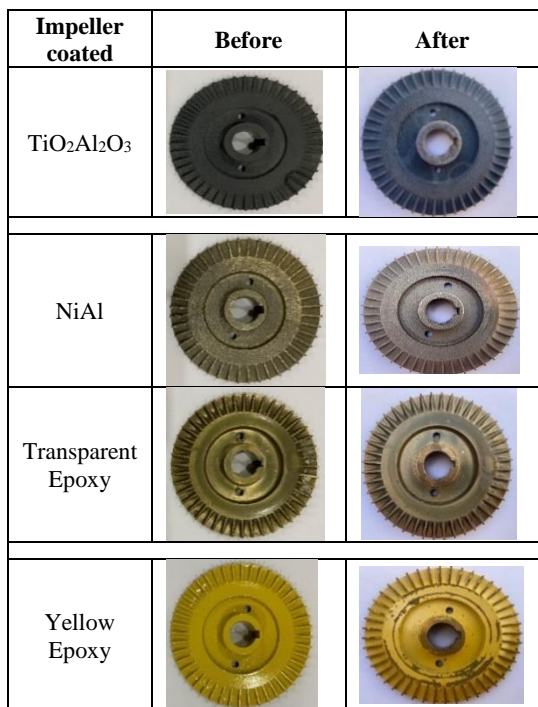 Impeller
coated
Before
After
TiO₂Al₂O₃
NiAl
Transparent
Epoxy
Yellow
Epoxy